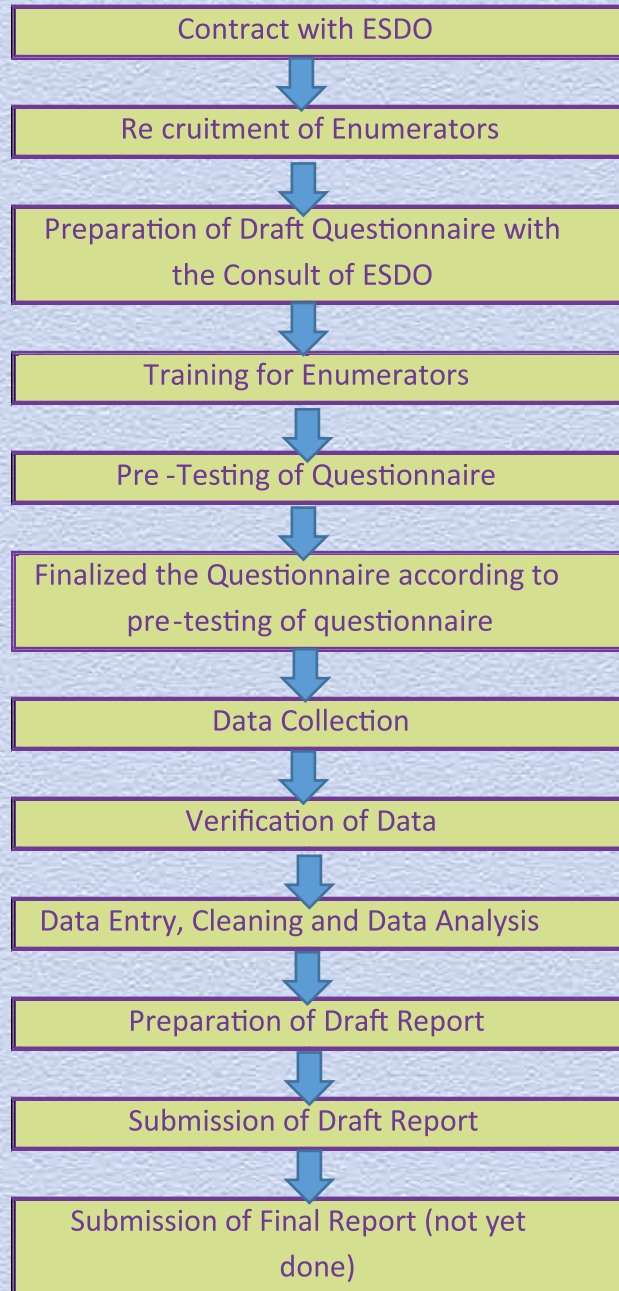 Contract with ESDO
Re cruitment of Enumerators
Preparation of Draft Questionnaire with
the Consult of ESDO
Training for Enumerators
Pre -Testing of Questionnaire
Finalized the Questionnaire according to
pre-testing of questionnaire
Data Collection
Verification of Data
Data Entry, Cleaning and Data Analysis
Preparation of Draft Report
Submission of Draft Report
Submission of Final Report (not yet
done)